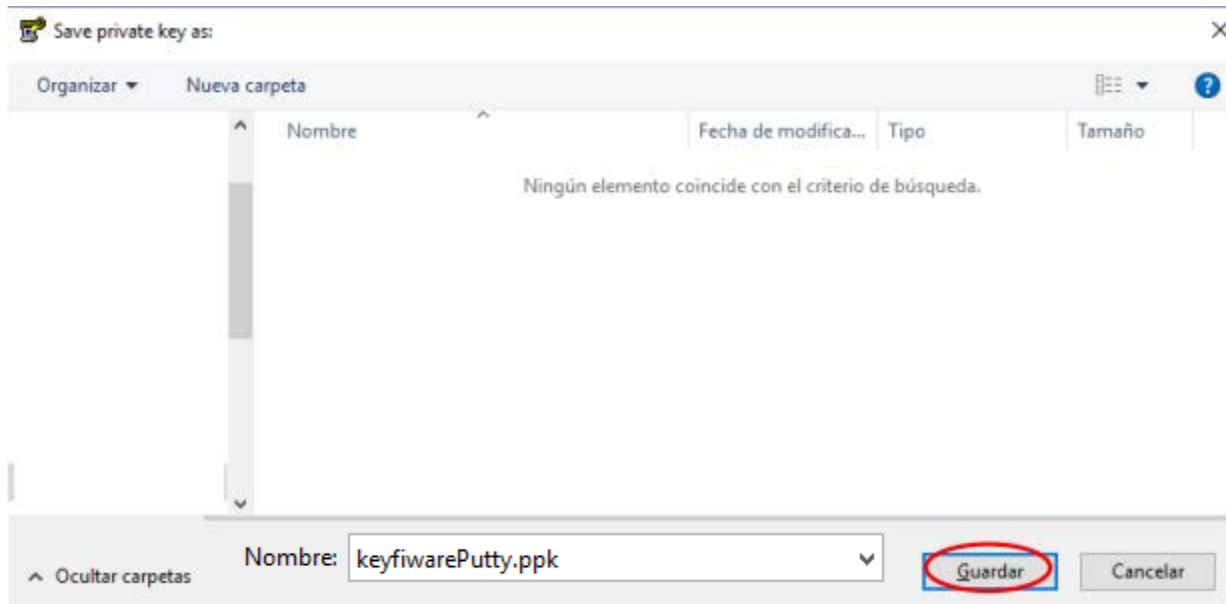 Save private key as:
Organizar Nueva carpeta
Nombre Fecha de modifica... Tipo Tamaño
Ningún elemento coincide con el criterio de búsqueda.
Nombre: keyfiwarePutty.ppk
Ocultar carpetas Guardar Cancelar